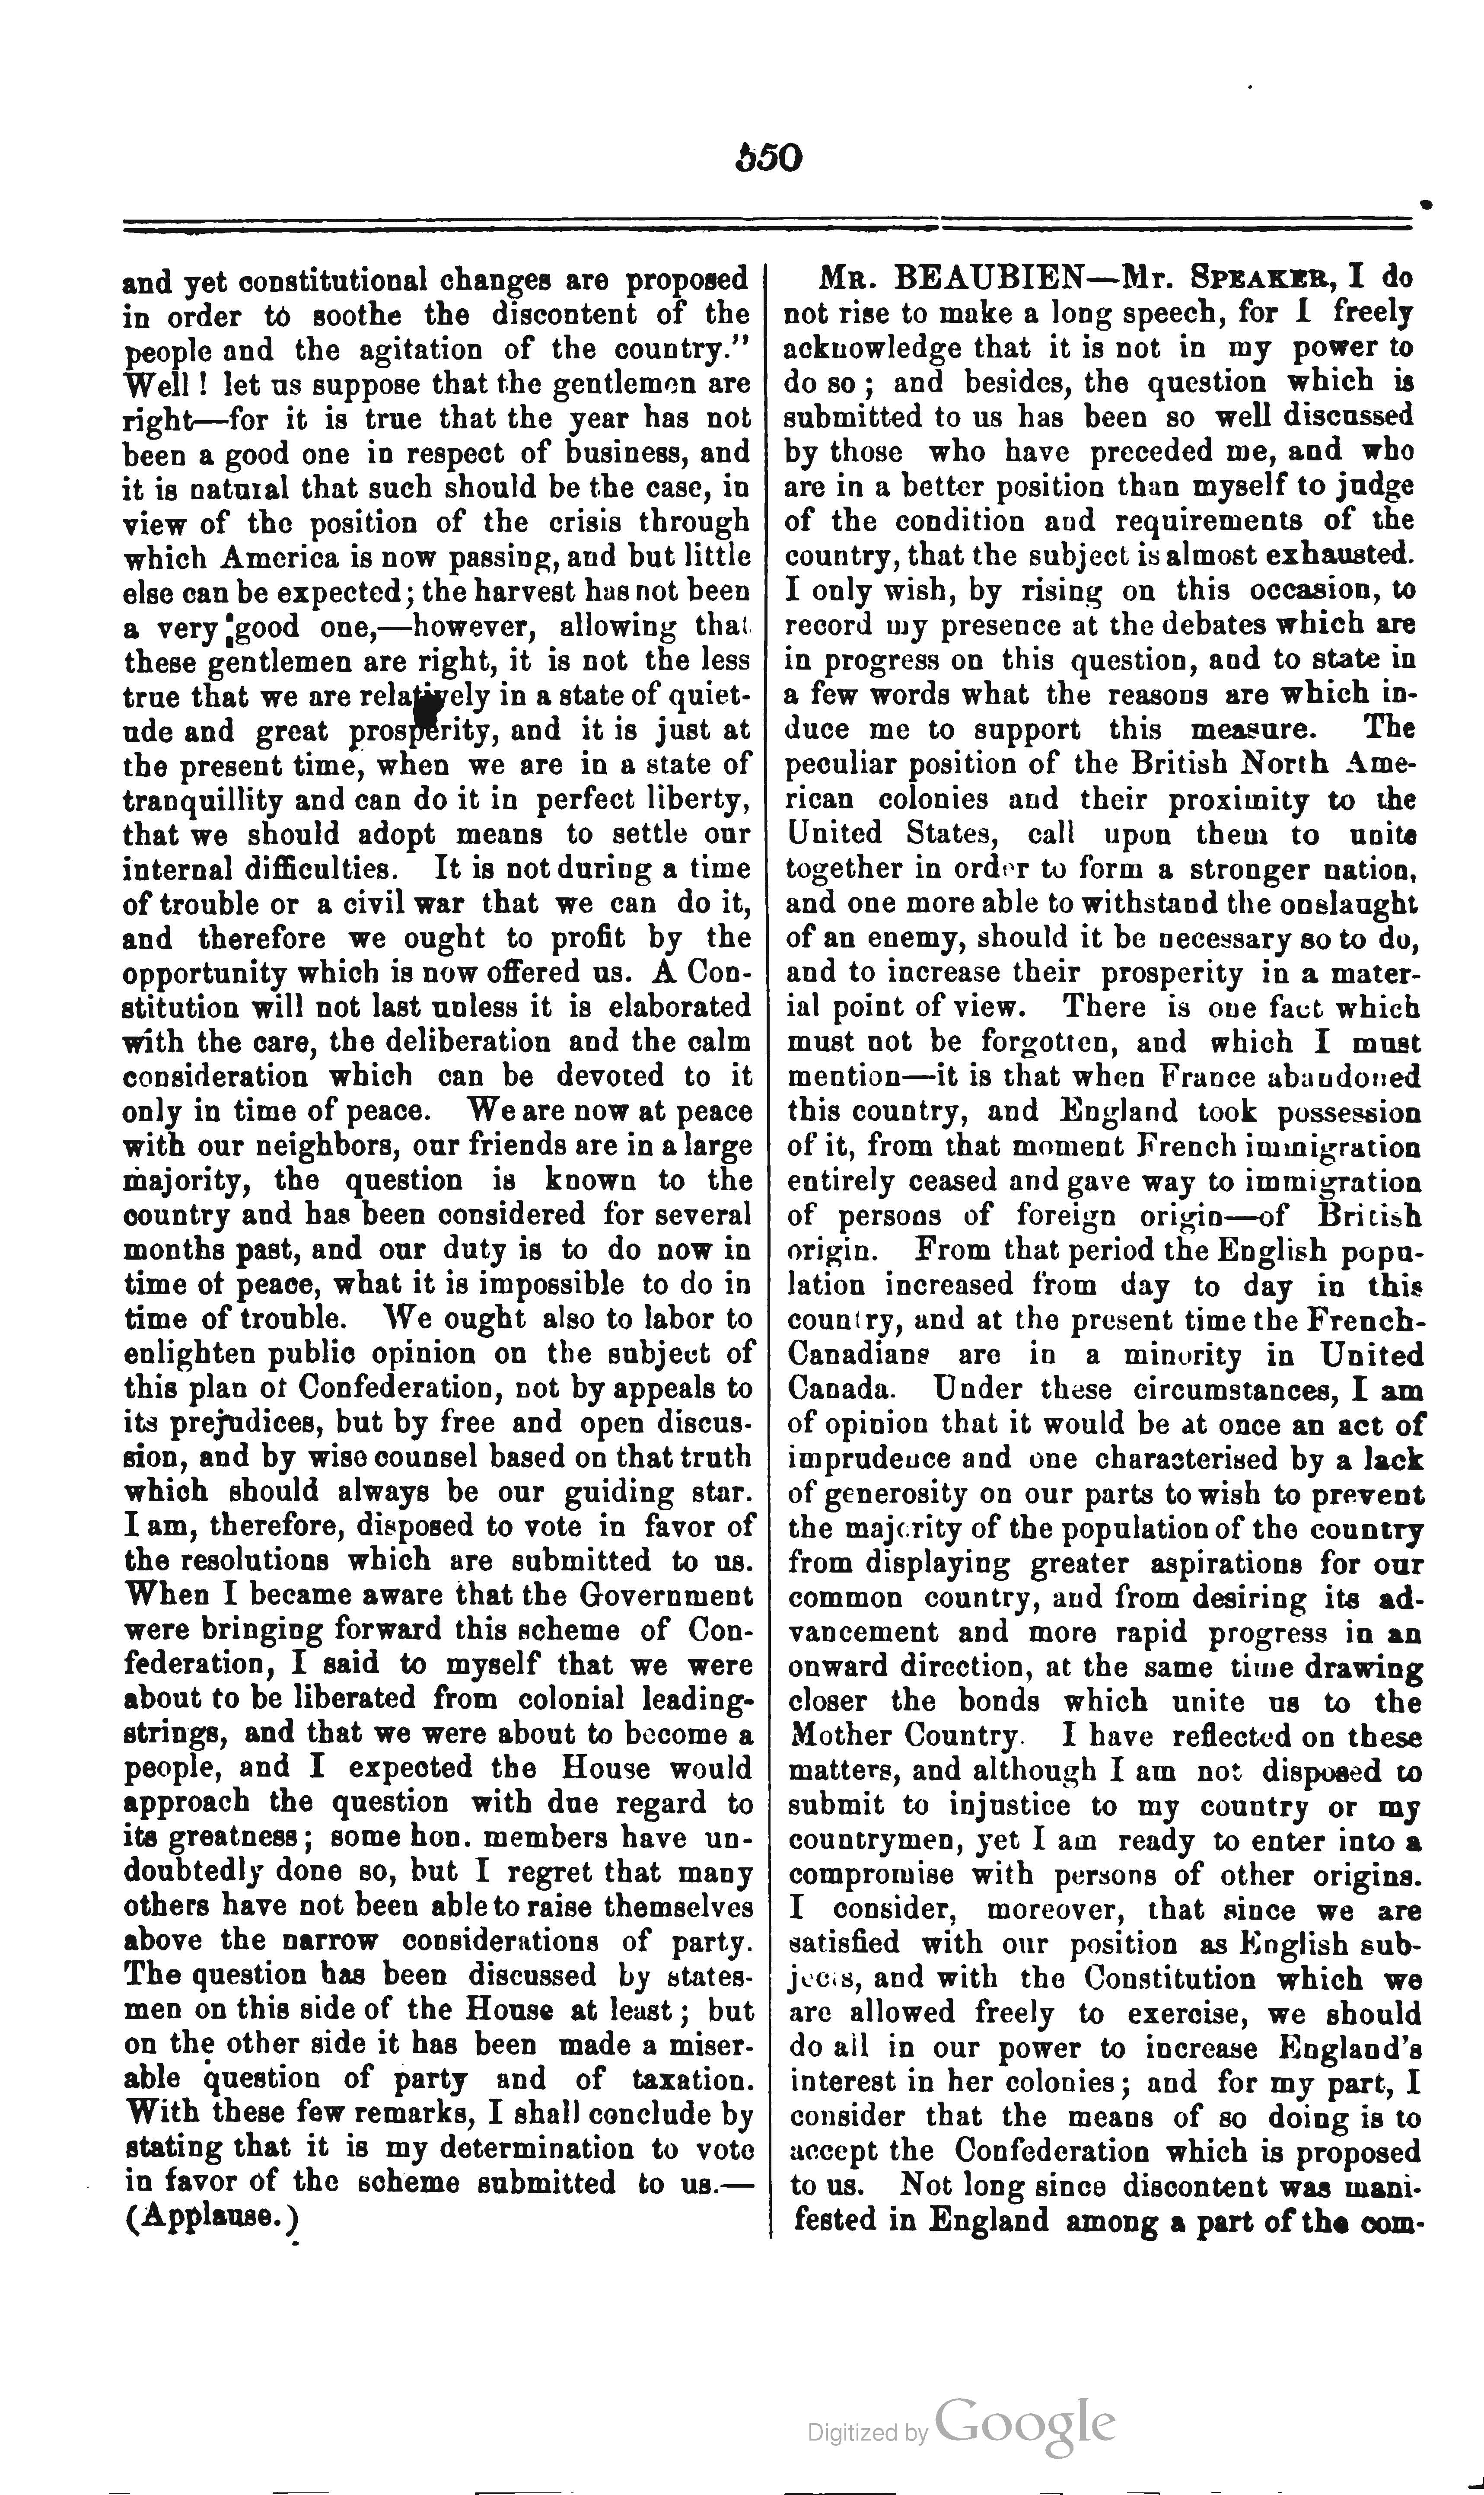 550
and yet constitutional changes are proposed
in order to soothe the discontent of the
people and the agitation of the country."
Well ! let us suppose that the gentlemen are
right—for it is true that the year has not
been a good one in respect of business, and
it is natural that such should be the case, in
view of the position of the crisis through
which America is now passing, and but little
else can be expected; the harvest has not been
a very good one,—however, allowing that
these gentlemen are right, it is not the less
true that we are relatively in a state of quiet-
ude and great prosperity, and it is just at
the present time, when we are in a state of
tranquillity and can do it in perfect liberty,
that we should adopt means to settle our
internal difficulties. It is not during a time
of trouble or a civil war that we can do it,
and therefore we ought to profit by the
opportunity which is now offered us. A Con-
stitution will not last unless it is elaborated
with the care, the deliberation and the calm
consideration which can be devoted to it
only in time of peace. We are now at peace
with our neighbors, our friends are in a large
majority, the question is known to the
country and has been considered for several
months past, and our duty is to do now in
time of peace, what it is impossible to do in
time of trouble. We ought also to labor to
enlighten public opinion on the subject of
this plan of Confederation, not by appeals to
its prejudices, but by free and open discus-
sion, and by wise counsel based on that truth
which should always be our guiding star.
I am, therefore, disposed to vote in favor of
the resolutions which are submitted to us.
When I became aware that the Government
were bringing forward this scheme of Con-
federation, I said to myself that we were
about to be liberated from colonial leading-
strings, and that we were about to become a
people, and I expected the House would
approach the question with due regard to
its greatness; some hon. members have un-
doubtedly done so, but I regret that many
others have not been able to raise themselves
above the narrow considerations of party.
The question has been discussed by states-
men on this side of the House at least; but
on the other side it has been made a miser-
able question of party and of taxation.
With these few remarks, I shall conclude by
stating that it is my determination to vote
in favor of the scheme submitted to us.—
(Applause.)
MR. BEAUBIEN—Mr. SPEAKER, I do
not rise to make a long speech, for I freely
acknowledge that it is not in my power to
do so; and besides, the question which is
submitted to us has been so well discussed
by those who have preceded me, and who
are in a better position than myself to judge
of the condition and requirements of the
country, that the subject is almost exhausted.
I only wish, by rising on this occasion, to
record my presence at the debates which are
in progress on this question, and to state in
a few words what the reasons are which in-
duce me to support this measure. The
peculiar position of the British North Ame-
rican colonies and their proximity to the
United States, call upon them to unite
together in order to form a stronger nation,
and one more able to withstand the onslaught
of an enemy, should it be necessary so to do,
and to increase their prosperity in a mater-
ial point of view. There is one fact which
must not be forgotten, and which I must
mention—it is that when France abandoned
this country, and England took possession
of it, from that moment French immigration
entirely ceased and gave way to immigration
of persons of foreign origin—of British
origin. From that period the English popu-
lation increased from day to day in this
country, and at the present time the French-
Canadians are in a minority in United
Canada. Under these circumstances, I am
of opinion that it would be at once an act of
imprudence and one characterised by a lack
of generosity on our parts to wish to prevent
the majority of the population of the country
from displaying greater aspirations for our
common country, and from desiring its ad-
vancement and more rapid progress in an
onward direction, at the same time drawing
closer the bonds which unite us to the
Mother Country. I have reflected on these
matters, and although I am not disposed to
submit to injustice to my country or my
countrymen, yet I am ready to enter into a
compromise with persons of other origins.
I consider, moreover, that since we are
satisfied with our position as English sub-
jects, and with the Constitution which we
are allowed freely to exercise, we should
do all in our power to increase England's
interest in her colonies; and for my part, I
consider that the means of so doing is to
accept the Confederation which is proposed
to us. Not long since discontent was mani-
fested in England among a part of the com-
Digitized by Google